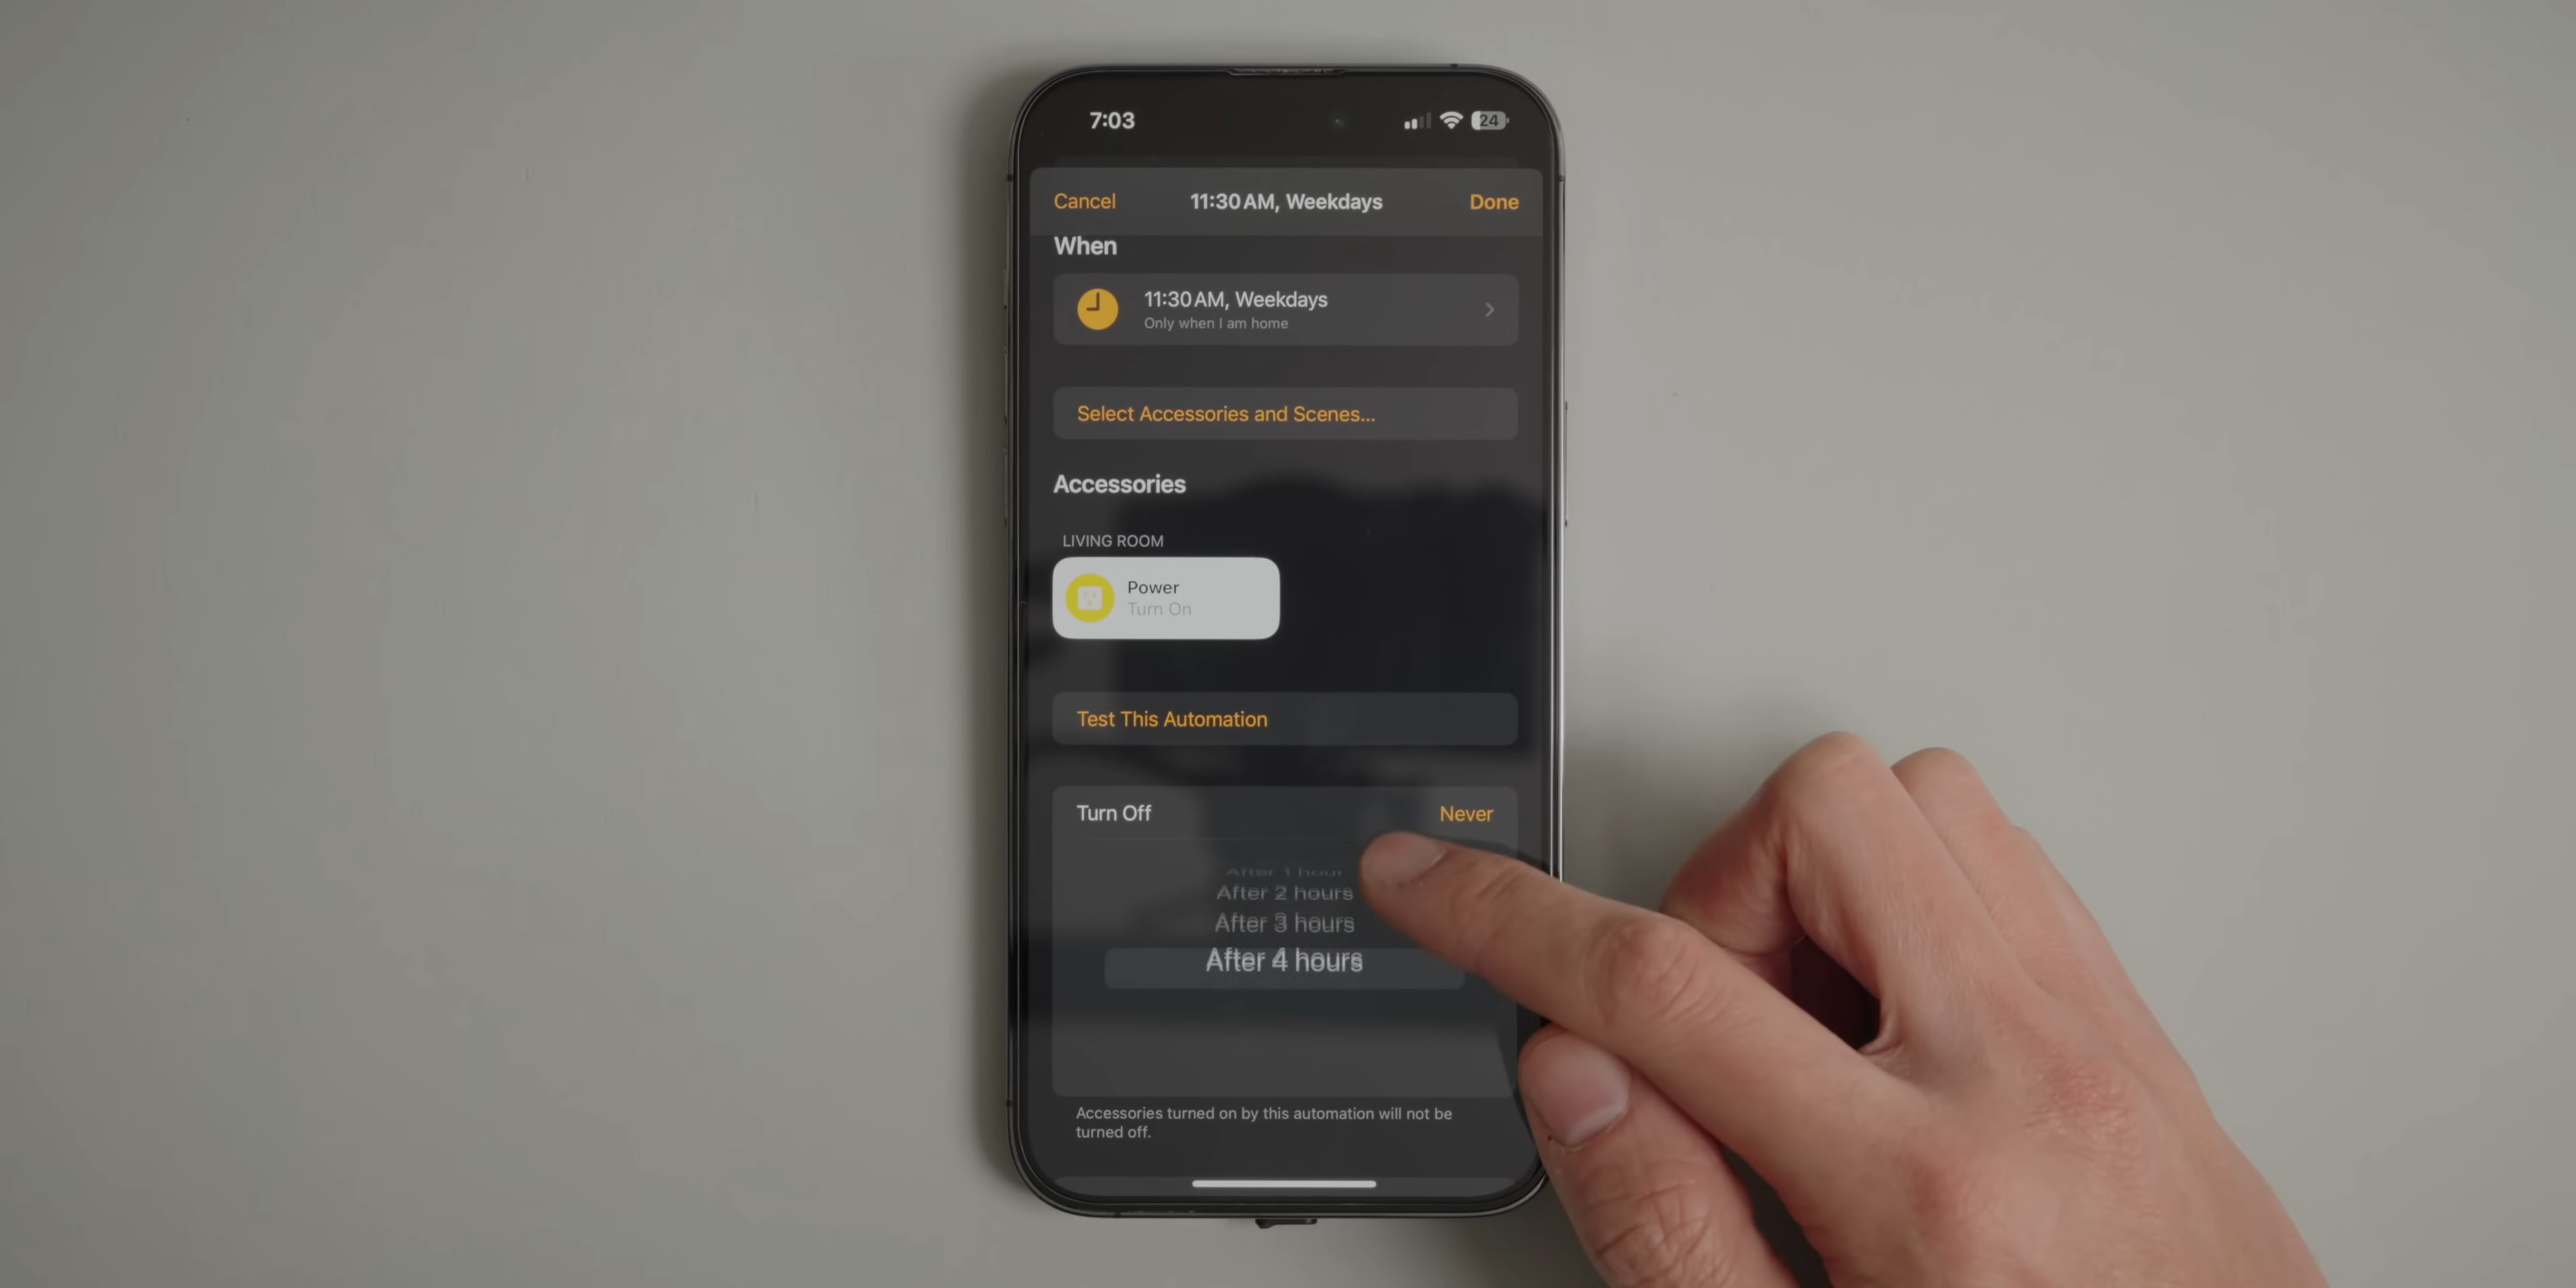 7:03
24
Cancel
11:30 AM, Weekdays
Done
When
11:30 AM, Weekdays
Only when I am home
Select Accessories and Scenes...
Accessories
LIVING ROOM
Power
Turn On
Test This Automation
Turn Off
Never
After 1 hour
After 2 hours
After 3 hours
After 4 hours
Accessories turned on by this automation will not be
turned off.